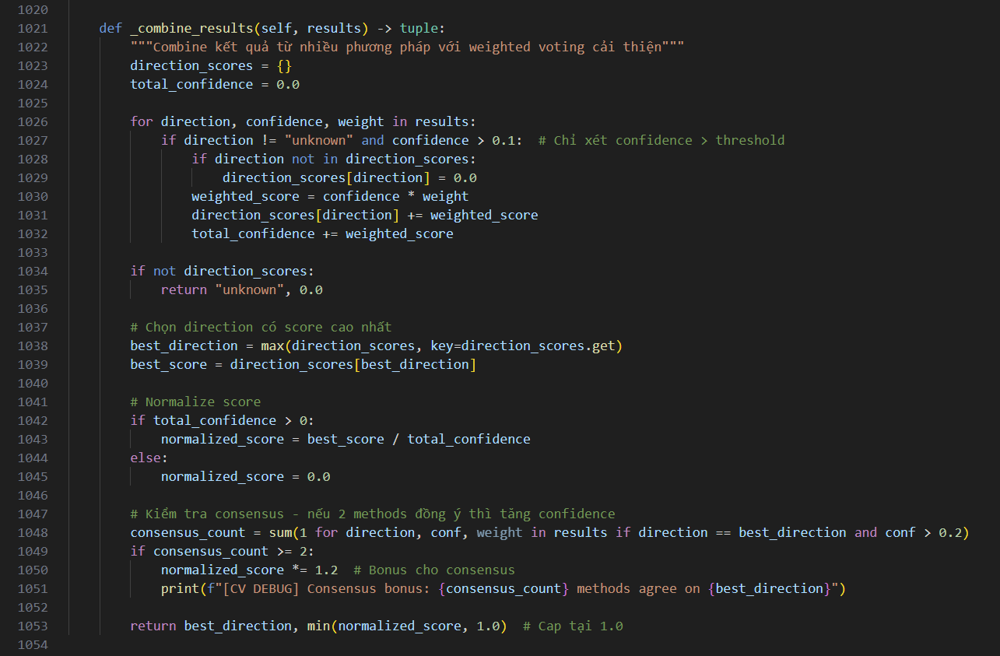 1020
1021 def _combine_results(self, results) -> tuple:
1022 """Combine kết quả từ nhiều phương pháp với weighted voting cải thiện"""
1023 direction_scores = {}
1024 total_confidence = 0.0
1025
1026 for direction, confidence, weight in results:
1027 if direction != "unknown" and confidence > 0.1:  # Chỉ xét confidence > threshold
1028 if direction not in direction_scores:
1029 direction_scores[direction] = 0.0
1030 weighted_score = confidence * weight
1031 direction_scores[direction] += weighted_score
1032 total_confidence += weighted_score
1033
1034 if not direction_scores:
1035 return "unknown", 0.0
1036
1037 # Chọn direction có score cao nhất
1038 best_direction = max(direction_scores, key=direction_scores.get)
1039 best_score = direction_scores[best_direction]
1040
1041 # Normalize score
1042 if total_confidence > 0:
1043 normalized_score = best_score / total_confidence
1044 else:
1045 normalized_score = 0.0
1046
1047 # Kiểm tra consensus - nếu 2 methods đồng ý thì tăng confidence
1048 consensus_count = sum(1 for direction, conf, weight in results if direction == best_direction and conf > 0.2)
1049 if consensus_count >= 2:
1050 normalized_score *= 1.2  # Bonus cho consensus
1051 print(f"[CV DEBUG] Consensus bonus: {consensus_count} methods agree on {best_direction}")
1052
1053 return best_direction, min(normalized_score, 1.0)  # Cap tại 1.0
1054